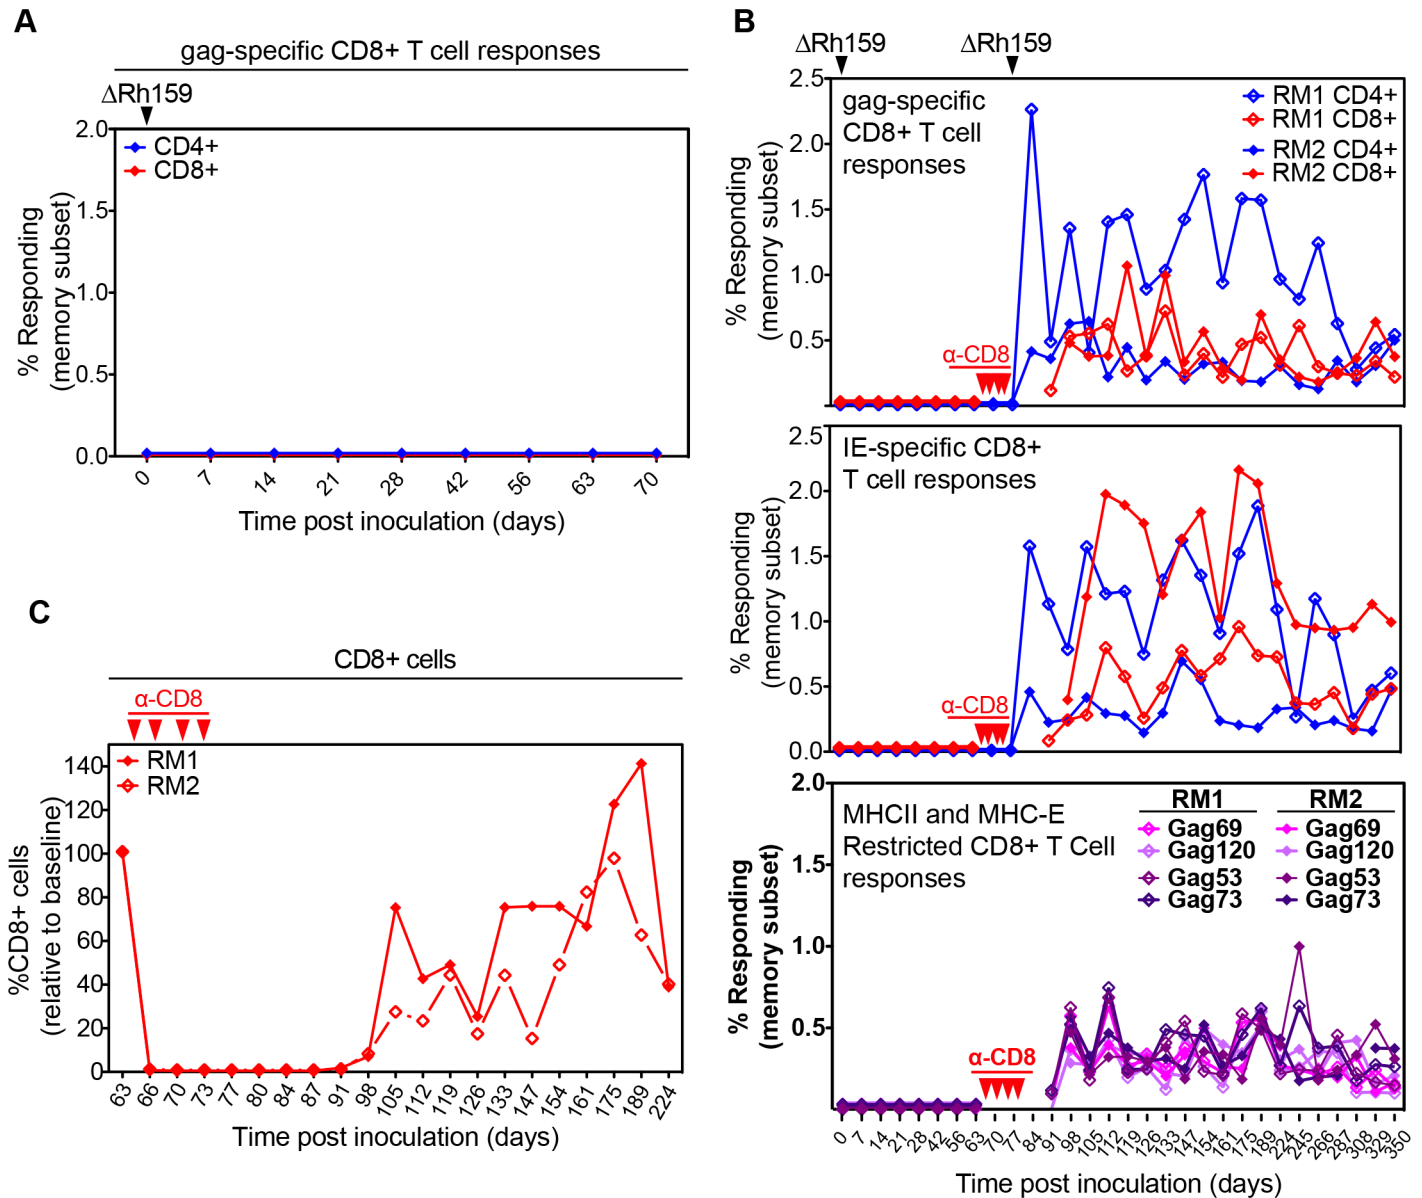 A
gag-specific CD8+ T cell responses
ΔRh159
2.0
1.5
1.0
0.5
0.0
% Responding
(memory subset)
CD4+
CD8+
0 7 14 21 28 42 56 63 70
Time post inoculation (days)
B
ΔRh159 ΔRh159
2.5
2.0
1.5
1.0
0.5
% Responding
(memory subset)
gag-specific
CD8+ T cell
responses
RM1 CD4+
RM1 CD8+
RM2 CD4+
RM2 CD8+
α-CD8
2.5
2.0
1.5
1.0
0.5
0.0
% Responding
(memory subset)
IE-specific CD8+
T cell responses
α-CD8
2.0
1.5
1.0
0.5
% Responding
(memory subset)
MHCII and MHC-E
Restricted CD8+ T Cell
responses
RM1 RM2
Gag69 Gag69
Gag120 Gag120
Gag53 Gag53
Gag73 Gag73
α-CD8
0 7 14 21 28 42 56 63 70 77 84 91 98 105 112 119 126 133 147 154 161 175 189 224 245 266 287 308 329 350
Time post inoculation (days)
C
CD8+ cells
α-CD8
140
120
100
80
60
40
20
0
%CD8+ cells
(relative to baseline)
RM1
RM2
63 66 70 73 77 80 84 87 91 98 105 112 119 126 133 147 154 161 175 189 224
Time post inoculation (days)